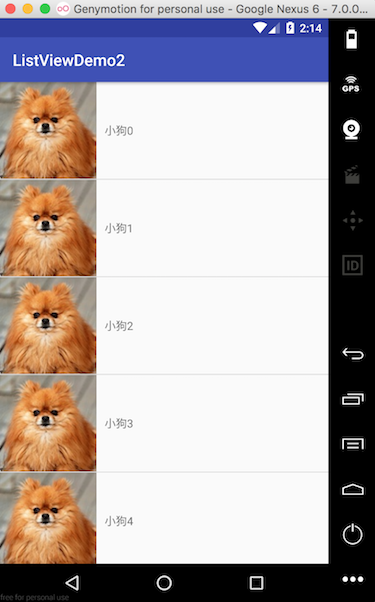 Genymotion for personal use - Google Nexus 6 - 7.0.0...
2:14
ListViewDemo2
GPS
小狗0
小狗1
小狗2
ID
小狗3
小狗4
free for personal use